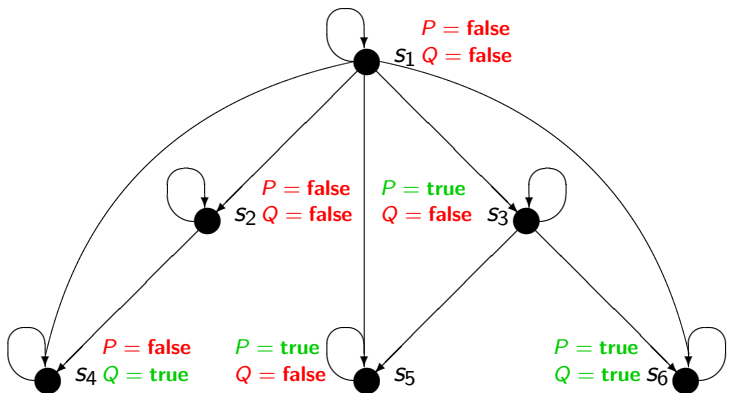 P = false
s1 Q = false
P = false
s2 Q = false
P = true
Q = false s3
P = false
s4 Q = true
P = true
Q = false s5
P = true
Q = true s6